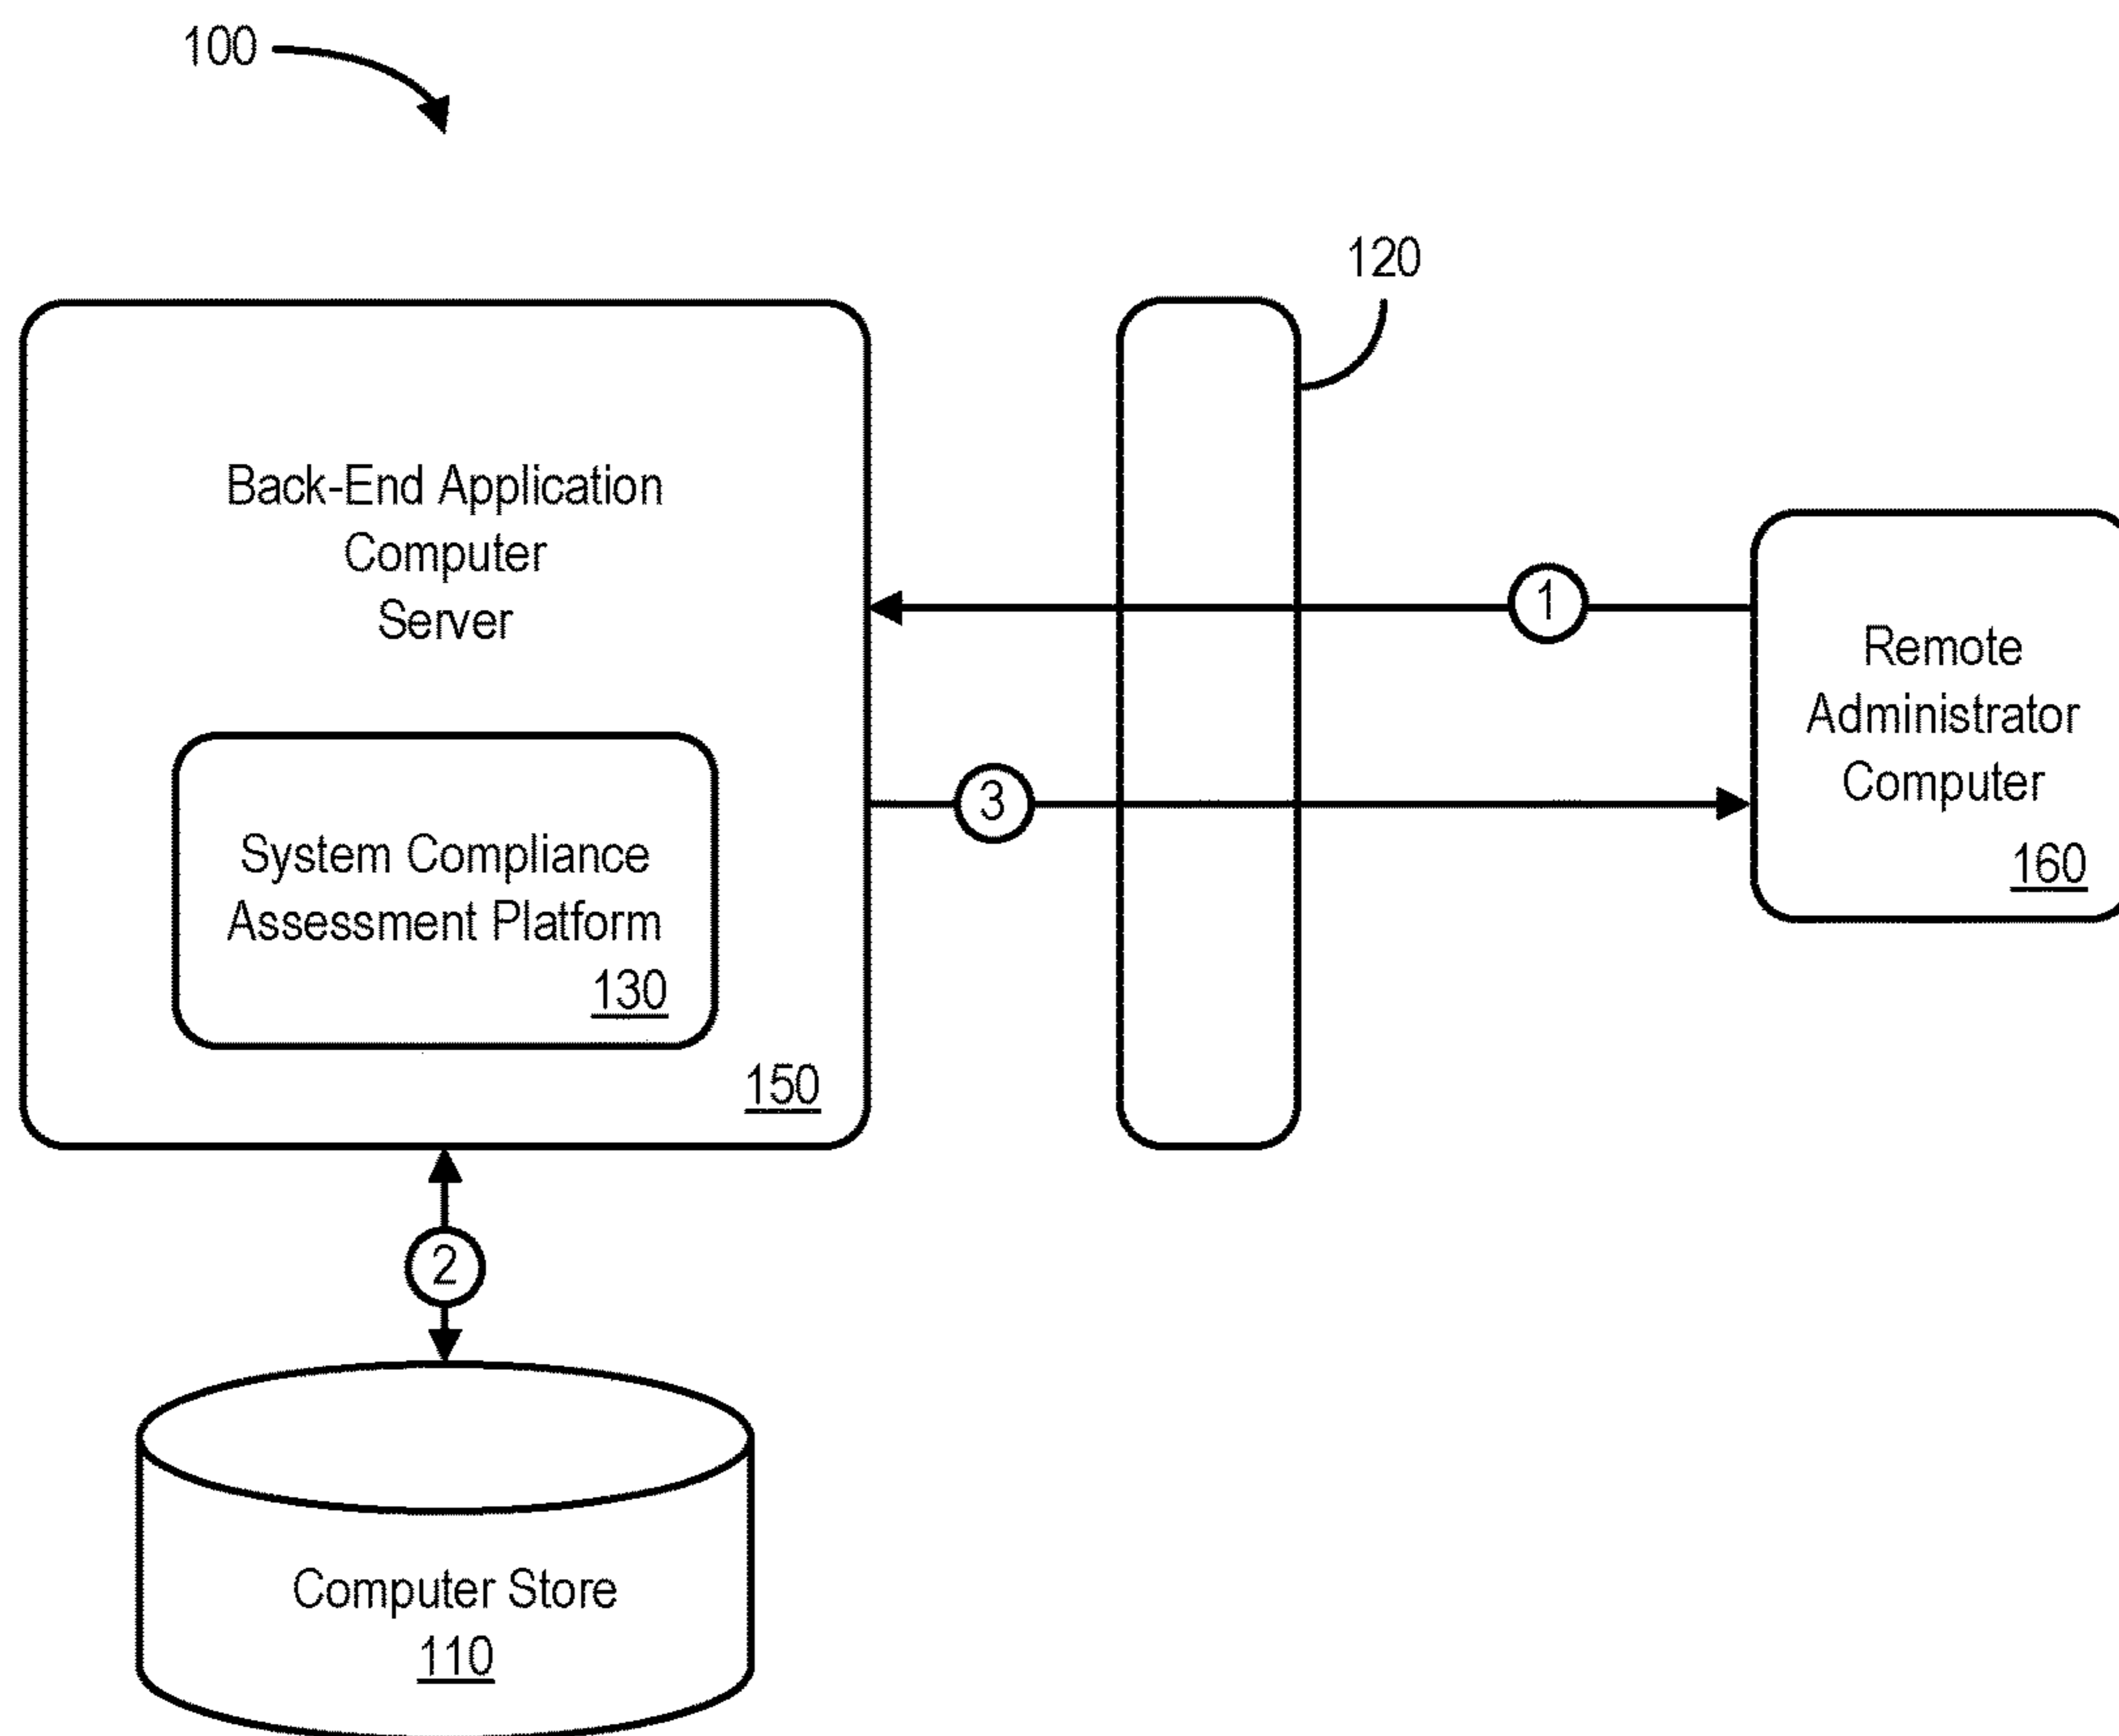 100
120
Back-End Application
Computer
Server
1
Remote
Administrator
Computer
160
3
System Compliance
Assessment Platform
130
150
2
Computer Store
110